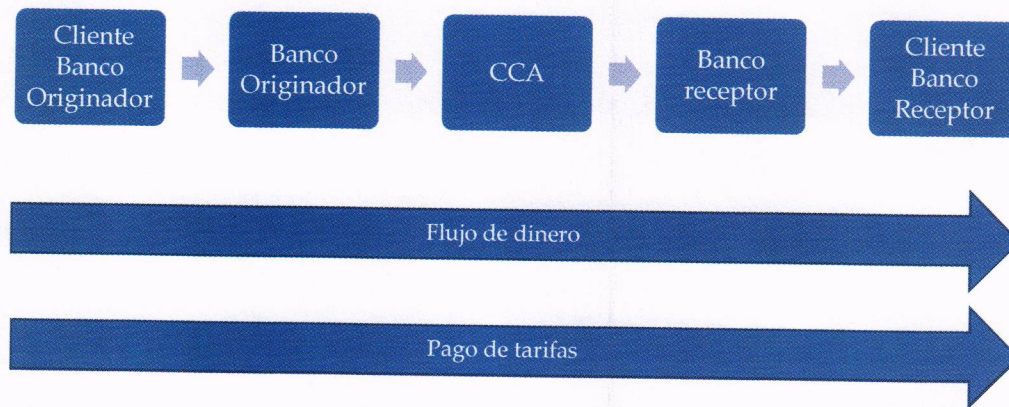 Cliente
Banco
Originador
Banco
Originador
CCA
Banco
receptor
Cliente
Banco
Receptor
Flujo de dinero
Pago de tarifas